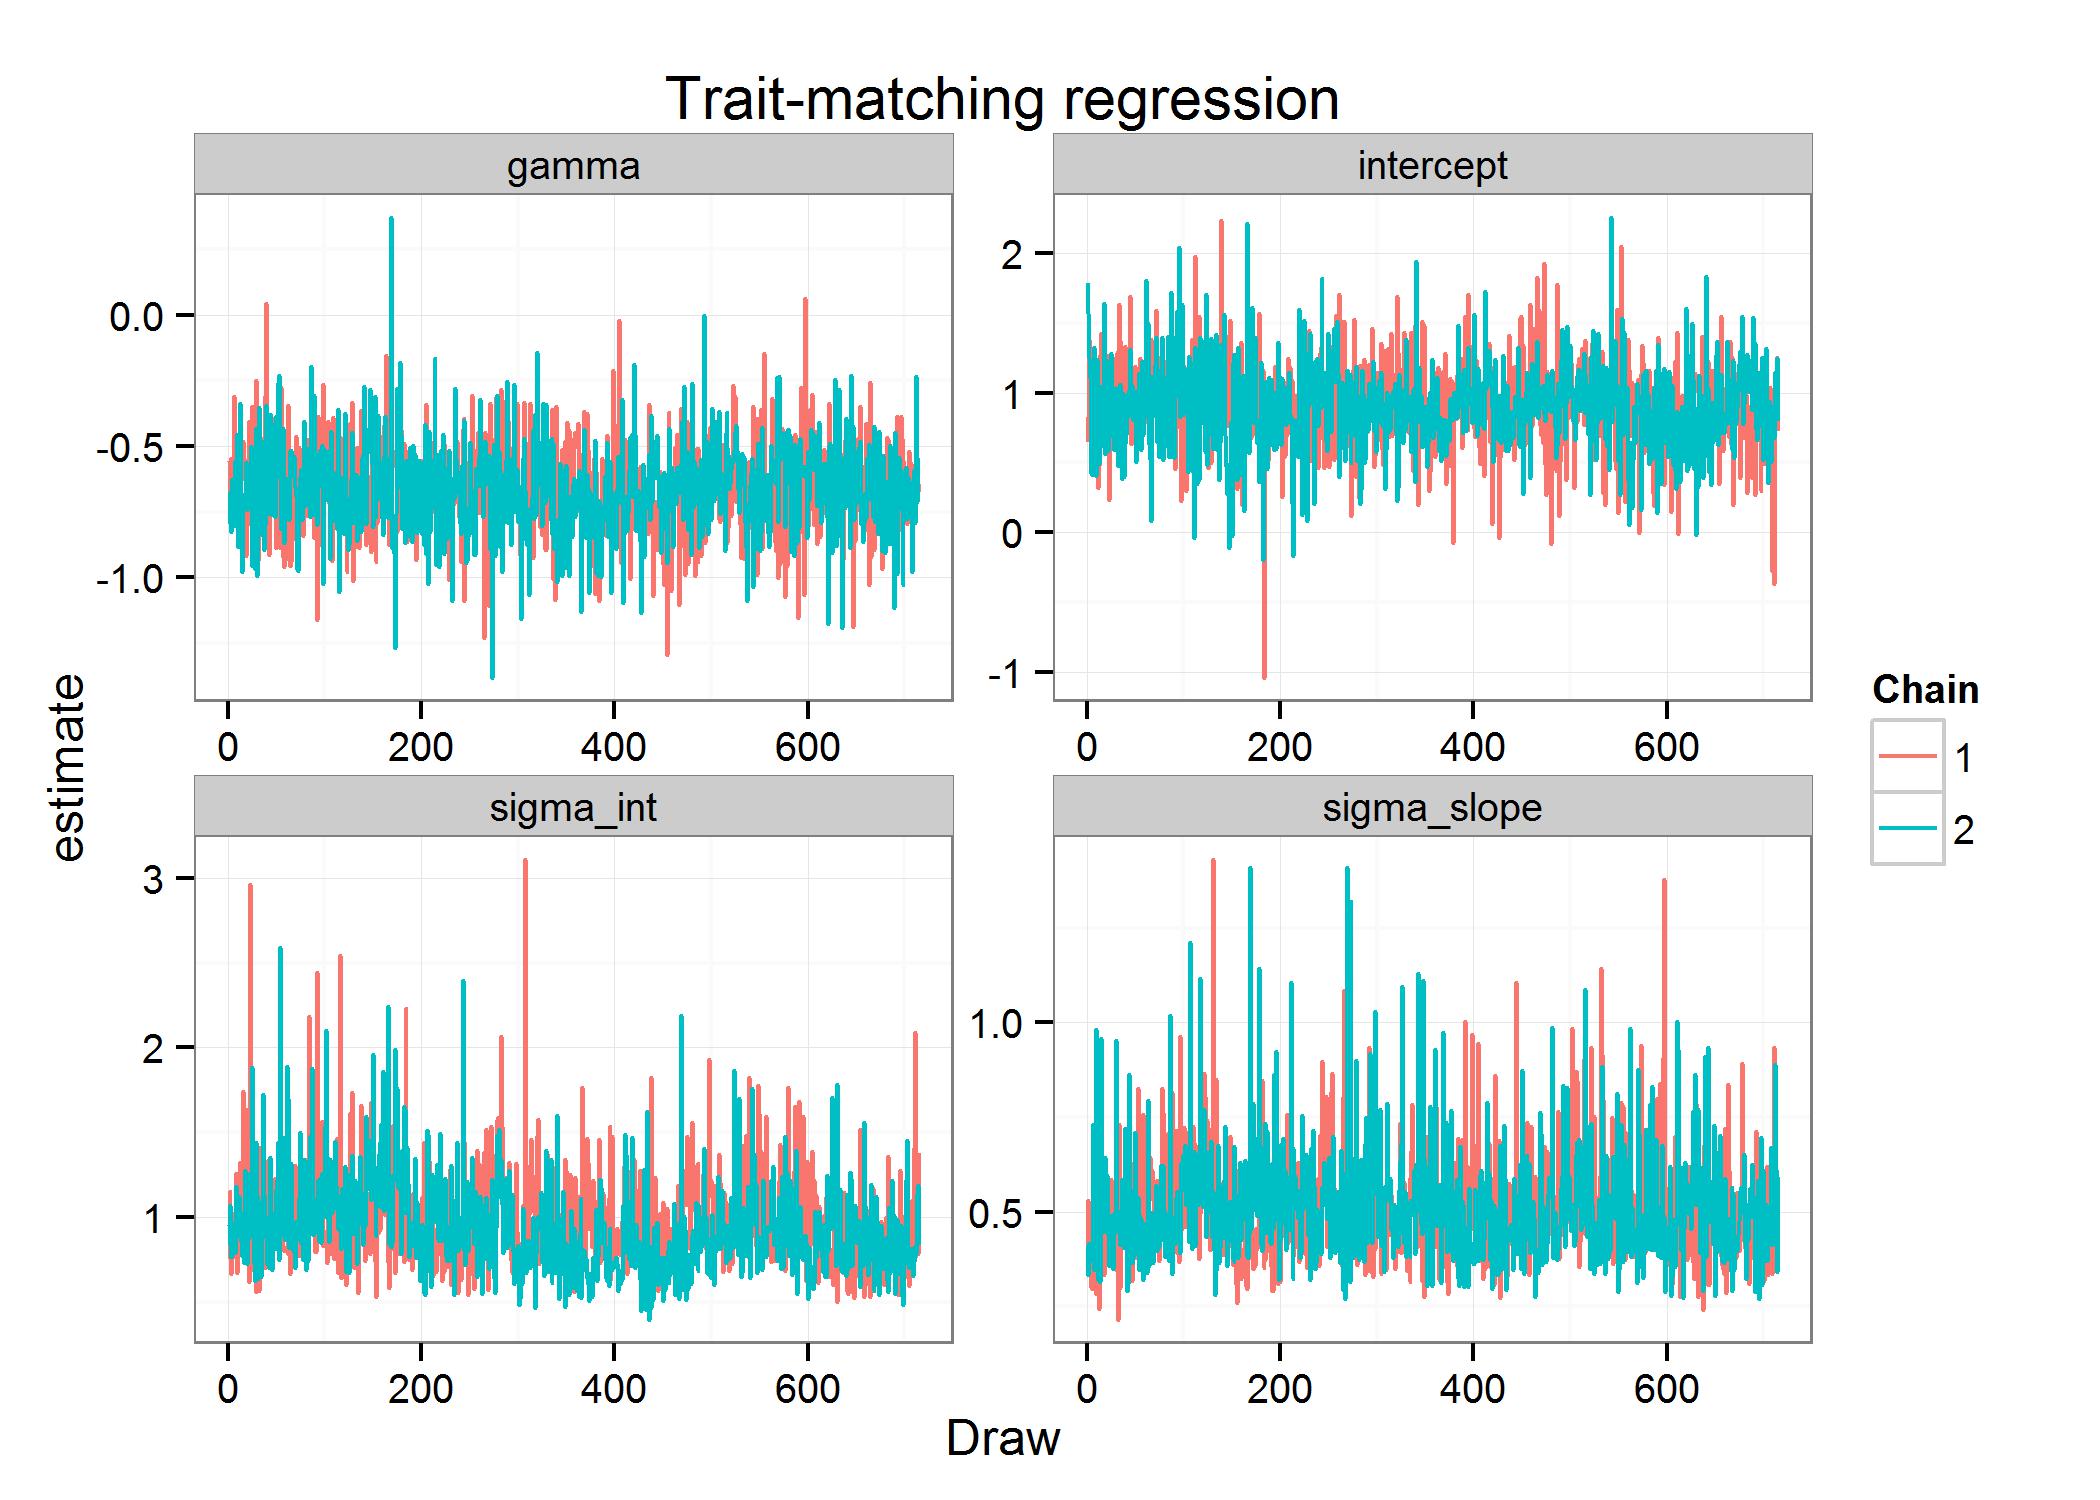 Trait-matching regression
gamma
intercept
0.0
-0.5
-1.0
2
1
0
-1
0 200 400 600
0 200 400 600
estimate
sigma_int
sigma_slope
3
2
1
1.0
0.5
0 200 400 600
0 200 400 600
Draw
Chain
1
2